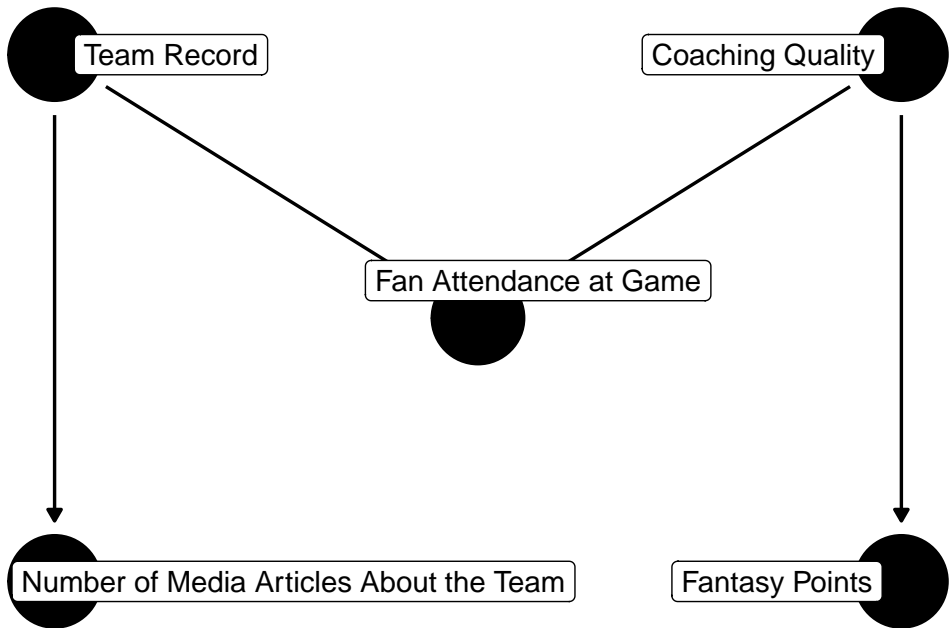 Team Record
Coaching Quality
Fan Attendance at Game
Number of Media Articles About the Team
Fantasy Points